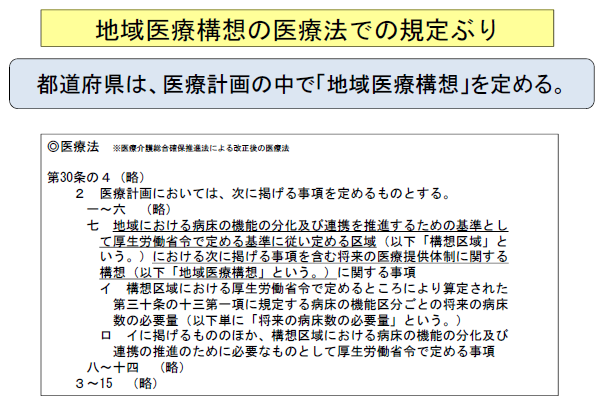 地域医療構想の医療法での規定ぶり
都道府県は、医療計画の中で「地域医療構想」を定める。
◎医療法　※医療介護総合確保推進法による改正後の医療法
第30条の４（略）
２　医療計画においては、次に掲げる事項を定めるものとする。
一～六　（略）
七　地域における病床の機能の分化及び連携を推進するための基準とし
て厚生労働省令で定める基準に従い定める区域（以下「構想区域」と
いう。）における次に掲げる事項を含む将来の医療提供体制に関する
構想（以下「地域医療構想」という。）に関する事項
イ　構想区域における厚生労働省令で定めるところにより算定された
第三十条の十三第一項に規定する病床の機能区分ごとの将来の病床
数の必要量（以下単に「将来の病床数の必要量」という。）
ロ　イに掲げるもののほか、構想区域における病床の機能の分化及び
連携の推進のために必要なものとして厚生労働省令で定める事項
八～十四　（略）
３～15　（略）